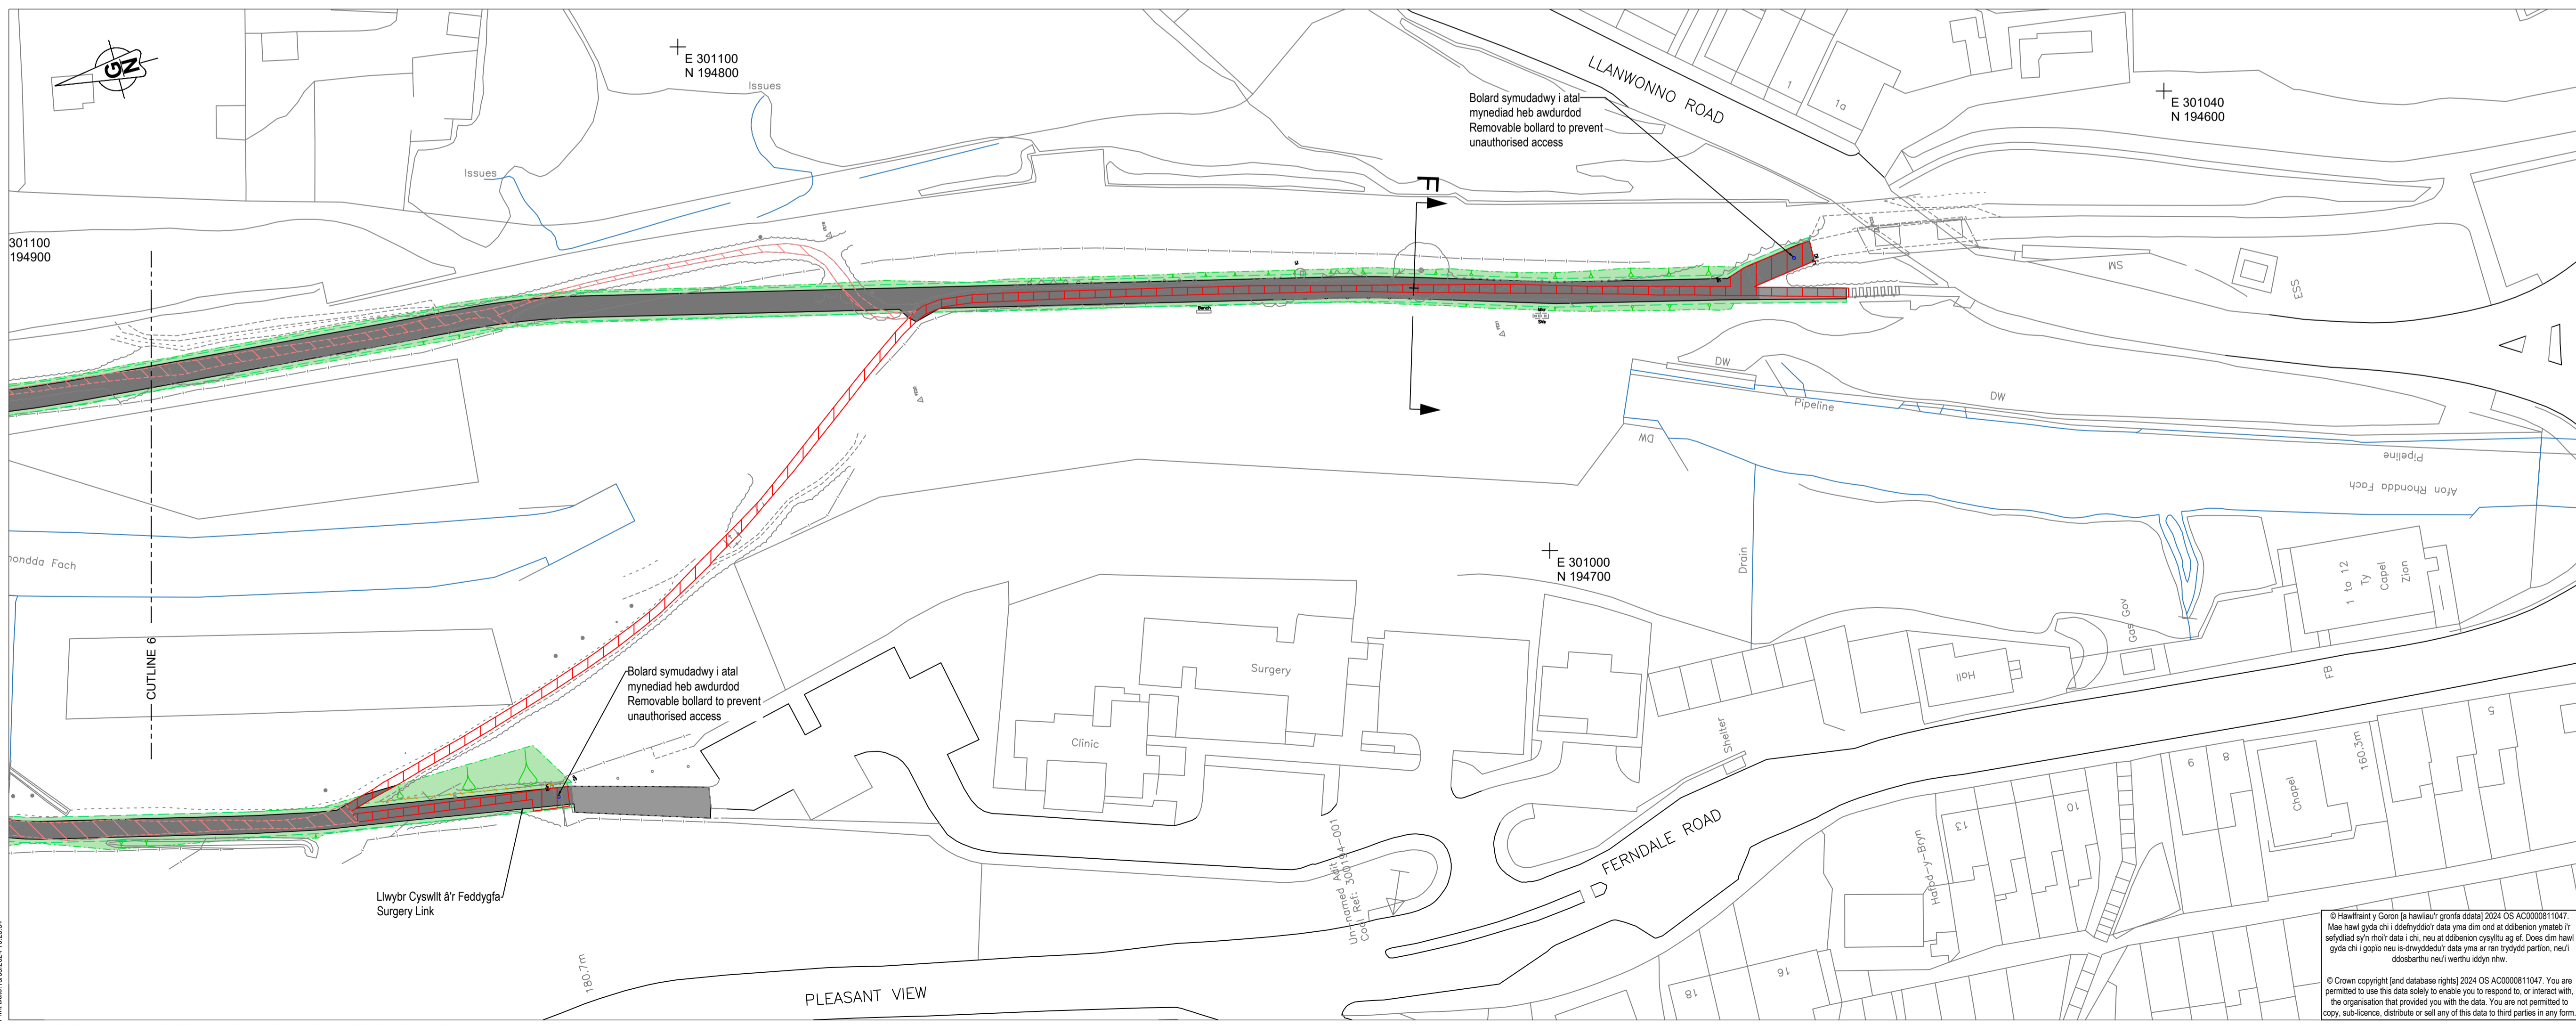 GN
E 301100
N 194800
Issues
Issues
LLANWONNO ROAD
1
1a
Bolard symudadwy i atal
mynediad heb awdurdod
Removable bollard to prevent
unauthorised access
E 301040
N 194600
301100
194900
F
SM
ESS
Bench
DW
Pipeline
DW
DW
Pipeline
Afon Rhondda Fach
hondda Fach
CUTLINE 6
E 301000
N 194700
Drain
Surgery
Clinic
Bolard symudadwy i atal
mynediad heb awdurdod
Removable bollard to prevent
unauthorised access
Llwybr Cyswllt â'r Feddygfa
Surgery Link
Shelter
Hall
Gas Gov
1 to 12
Ty
Capel
Zion
FB
5
160.3m
8
9
Chapel
10
13
Hafod-y-Bryn
FERNDALE ROAD
Un-named Adit
Coal Ref: 300194-001
16
18
180.7m
PLEASANT VIEW
© Hawlfraint y Goron [a hawliau'r gronfa ddata] 2024 OS AC0000811047.
Mae hawl gyda chi i ddefnyddio'r data yma dim ond at ddibenion ymateb i'r
sefydliad sy'n rhoi'r data i chi, neu at ddibenion cysylltu ag ef. Does dim hawl
gyda chi i gopïo neu is-drwyddedu'r data yma ar ran trydydd partion, neu'i
ddosbarthu neu'i werthu iddyn nhw.
© Crown copyright [and database rights] 2024 OS AC0000811047. You are
permitted to use this data solely to enable you to respond to, or interact with,
the organisation that provided you with the data. You are not permitted to
copy, sub-licence, distribute or sell any of this data to third parties in any form.